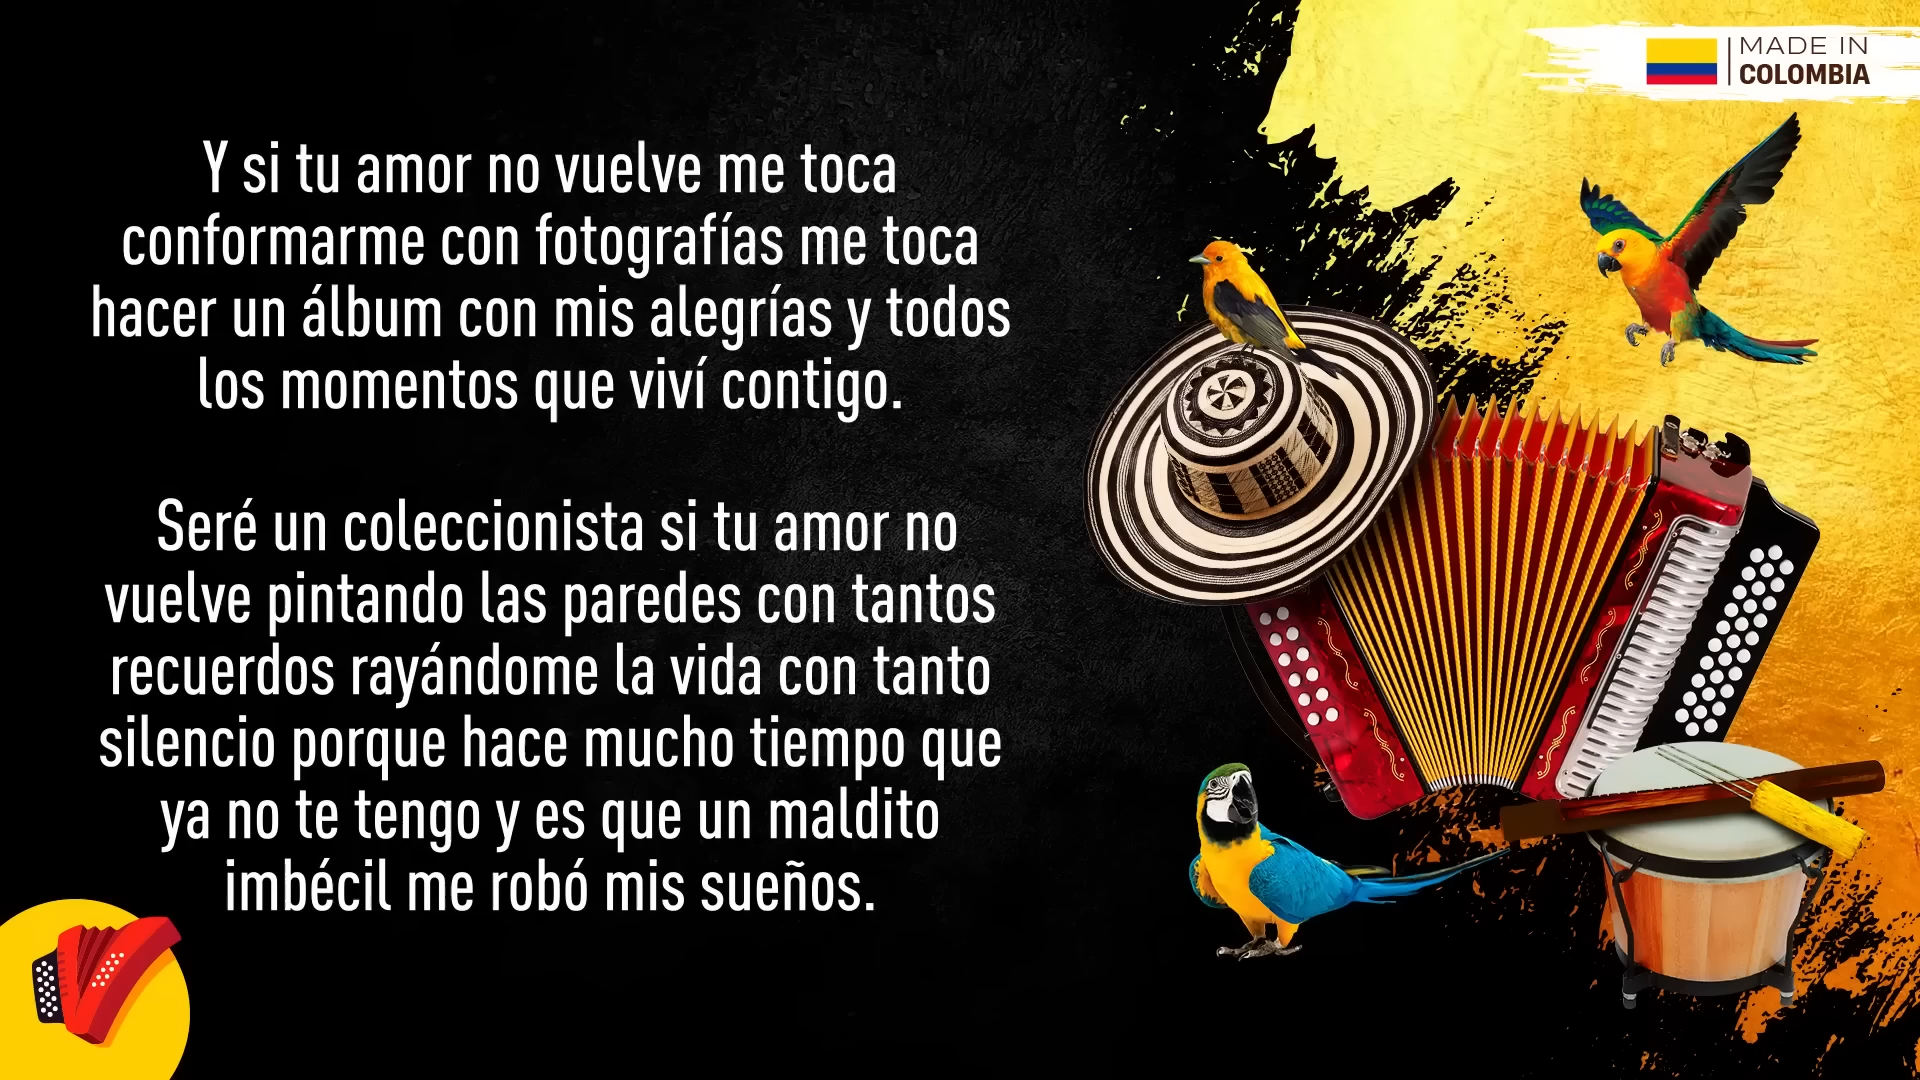 MADE IN
COLOMBIA
Y si tu amor no vuelve me toca
conformarme con fotografías me toca
hacer un álbum con mis alegrías y todos
los momentos que viví contigo.
Seré un coleccionista si tu amor no
vuelve pintando las paredes con tantos
recuerdos rayándome la vida con tanto
silencio porque hace mucho tiempo que
ya no te tengo y es que un maldito
imbécil me robó mis sueños.